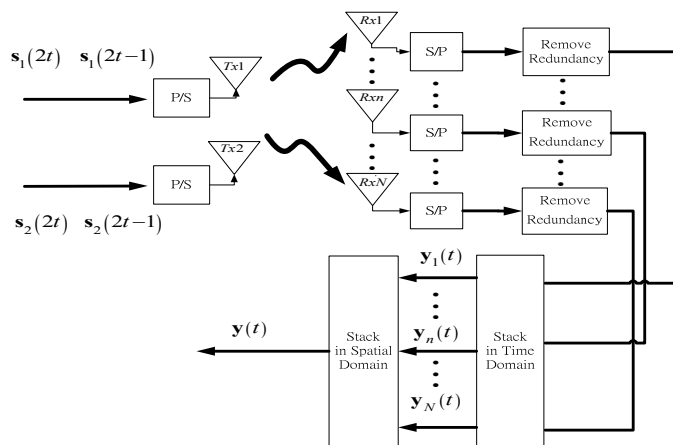 s₁(2t) s₁(2t−1)
P/S
Tx1
Rx1
S/P
Remove
Redundancy
Rxn
S/P
Remove
Redundancy
s₂(2t) s₂(2t−1)
P/S
Tx2
RxN
S/P
Remove
Redundancy
y(t)
Stack
in Spatial
Domain
y₁(t)
yₙ(t)
y_N(t)
Stack
in Time
Domain